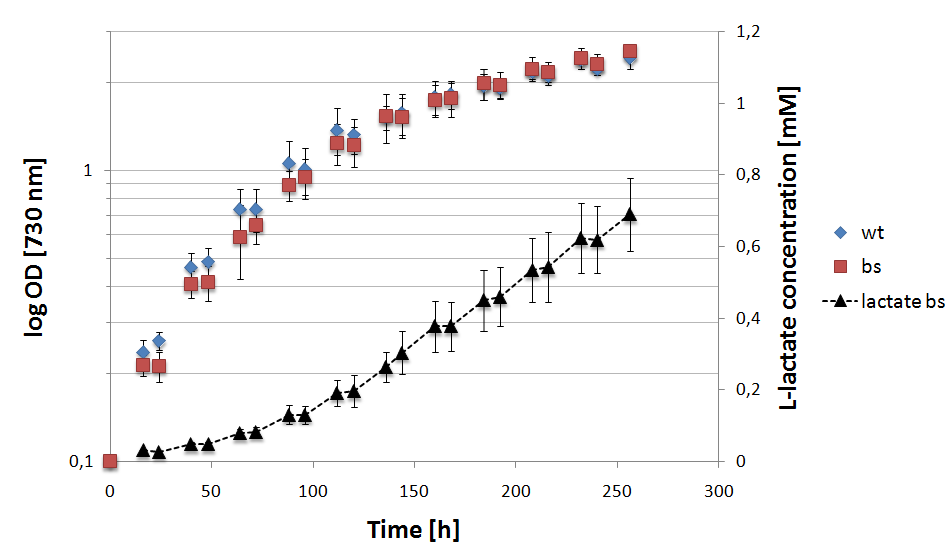 log OD [730 nm]
1
0,1
0
50
100
150
200
250
300
Time [h]
1,2
1
0,8
0,6
0,4
0,2
0
L-lactate concentration [mM]
wt
bs
lactate bs